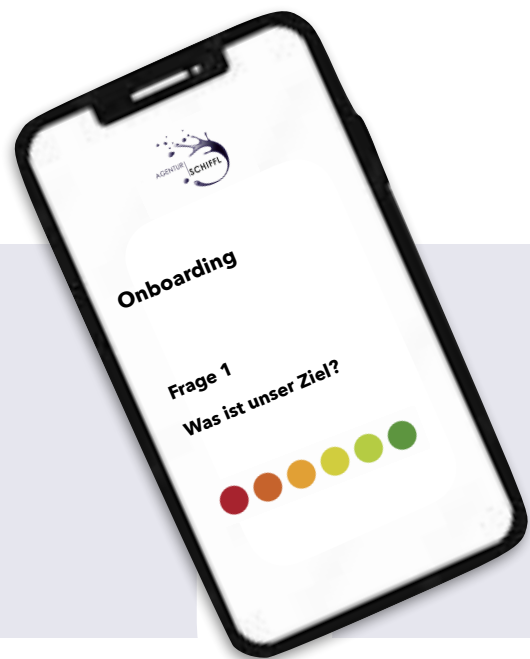 AGENTUR SCHIFFL
Onboarding
Frage 1
Was ist unser Ziel?